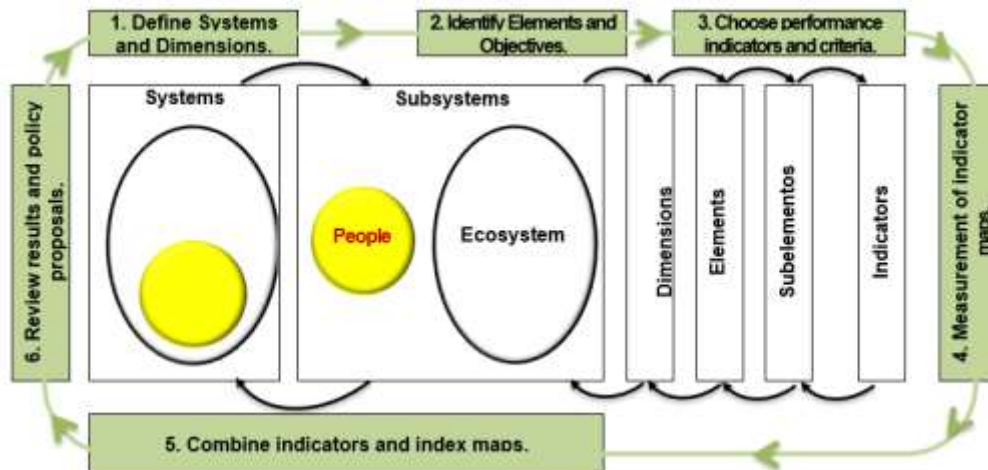 1. Define Systems
and Dimensions.
2. Identify Elements and
Objectives.
3. Choose performance
indicators and criteria.
Systems
Subsystems
People
Ecosystem
Dimensions
Elements
Subelementos
Indicators
4. Measurement of indicator
maps.
5. Combine indicators and index maps.
6. Review results and policy
proposals.